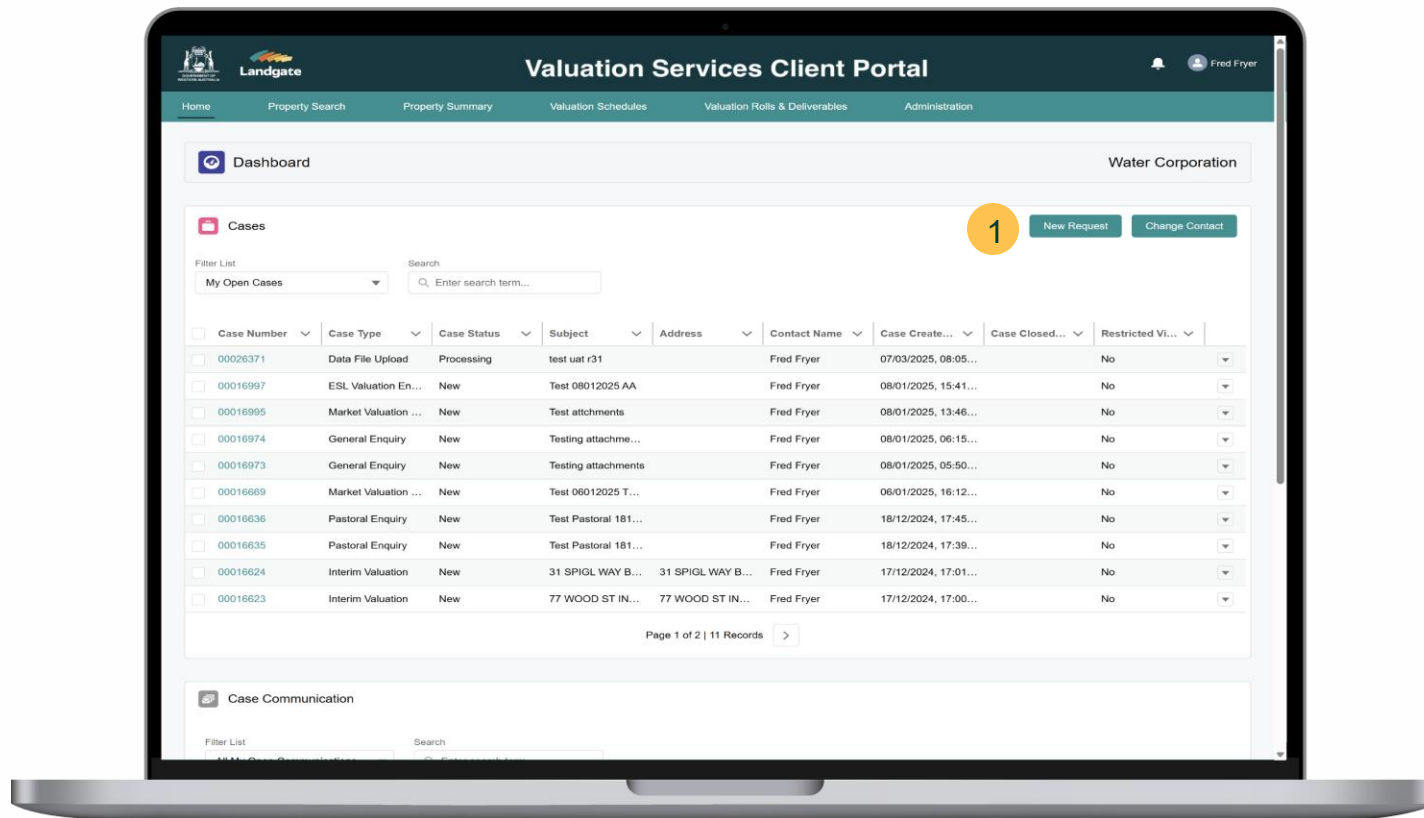 GOVERNMENT OF
WESTERN AUSTRALIA
Landgate
Valuation Services Client Portal
Fred Fryer
Home Property Search Property Summary Valuation Schedules Valuation Rolls & Deliverables Administration
Dashboard Water Corporation
Cases 1 New Request Change Contact
Filter List Search
My Open Cases Enter search term...
Case Number Case Type Case Status Subject Address Contact Name Case Create... Case Closed... Restricted Vi...
00026371 Data File Upload Processing test uat r31 Fred Fryer 07/03/2025, 08:05... No
00016997 ESL Valuation En... New Test 08012025 AA Fred Fryer 08/01/2025, 15:41... No
00016995 Market Valuation ... New Test attchments Fred Fryer 08/01/2025, 13:46... No
00016974 General Enquiry New Testing attachme... Fred Fryer 08/01/2025, 06:15... No
00016973 General Enquiry New Testing attachments Fred Fryer 08/01/2025, 05:50... No
00016669 Market Valuation ... New Test 06012025 T... Fred Fryer 06/01/2025, 16:12... No
00016636 Pastoral Enquiry New Test Pastoral 181... Fred Fryer 18/12/2024, 17:45... No
00016635 Pastoral Enquiry New Test Pastoral 181... Fred Fryer 18/12/2024, 17:39... No
00016624 Interim Valuation New 31 SPIGL WAY B... 31 SPIGL WAY B... Fred Fryer 17/12/2024, 17:01... No
00016623 Interim Valuation New 77 WOOD ST IN... 77 WOOD ST IN... Fred Fryer 17/12/2024, 17:00... No
Page 1 of 2 | 11 Records
Case Communication
Filter List Search